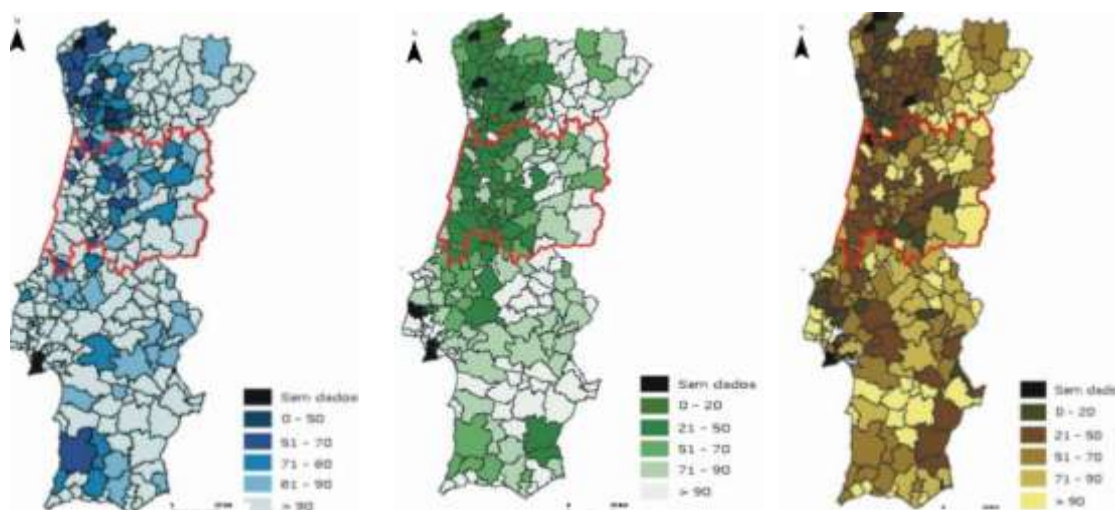 N
Sem dados
0 - 50
51 - 70
71 - 80
81 - 90
> 90
Sem dados
0 - 20
21 - 50
51 - 70
71 - 90
> 90
Sem dados
0 - 20
21 - 50
51 - 70
71 - 90
> 90